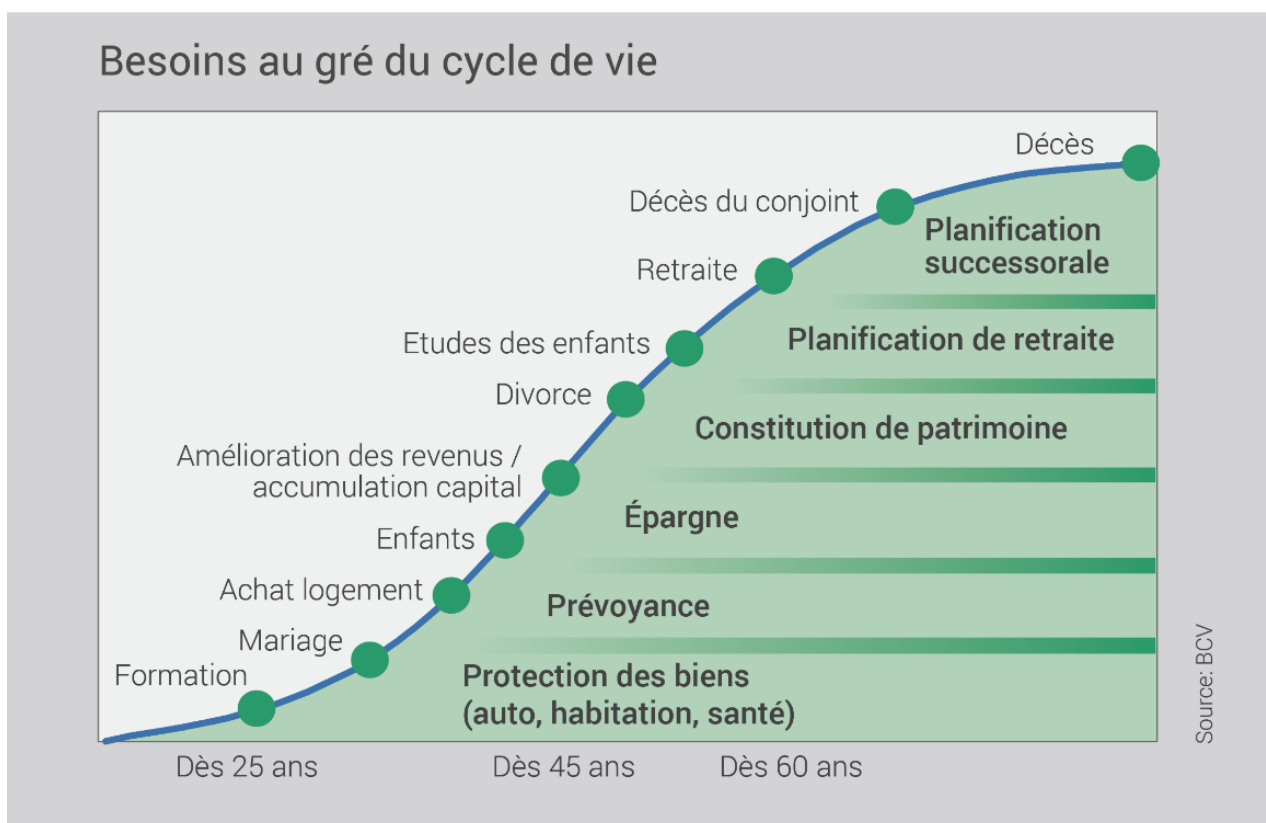 Besoins au gré du cycle de vie
Décès
Décès du conjoint
Planification
successorale
Retraite
Planification de retraite
Etudes des enfants
Divorce
Constitution de patrimoine
Amélioration des revenus /
accumulation capital
Épargne
Enfants
Achat logement
Prévoyance
Mariage
Formation
Protection des biens
(auto, habitation, santé)
Dès 25 ans
Dès 45 ans
Dès 60 ans
Source: BCV